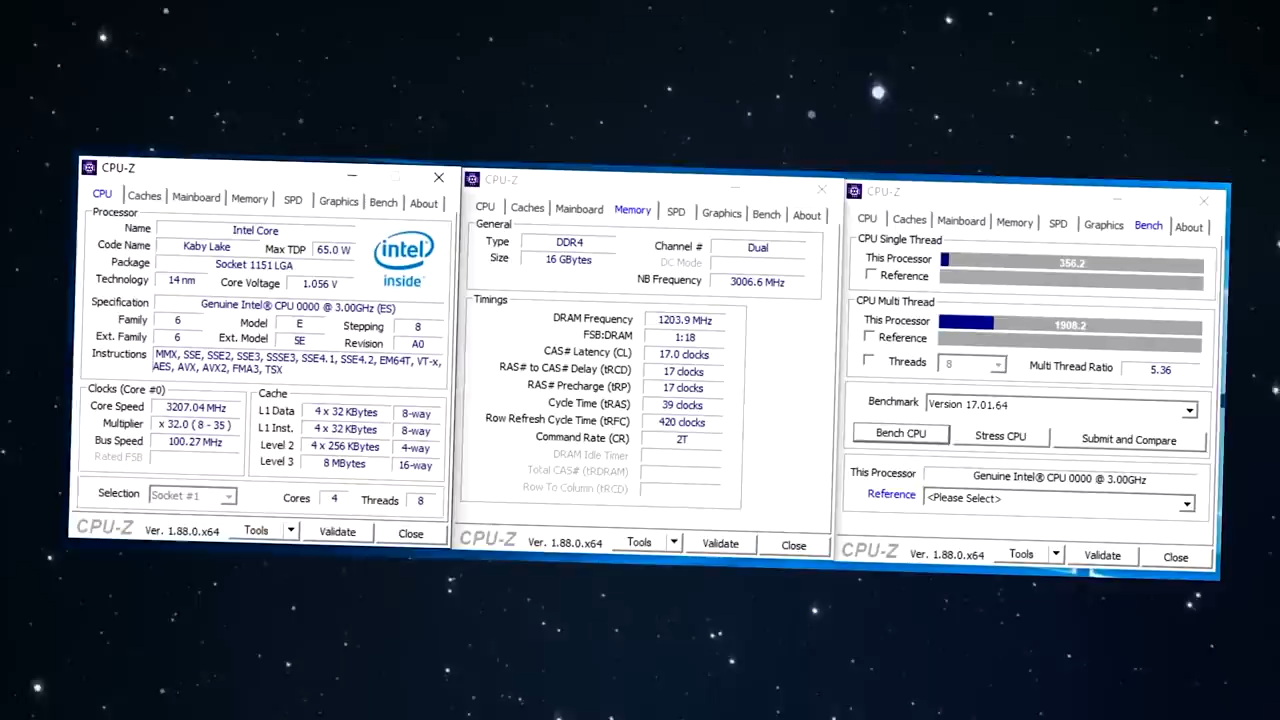 CPU-Z
CPU Caches Mainboard Memory SPD Graphics Bench About
Processor
Name Intel Core
Code Name Kaby Lake Max TDP 65.0 W
Package Socket 1151 LGA
Technology 14 nm Core Voltage 1.056 V
intel inside
Specification Genuine Intel® CPU 0000 @ 3.00GHz (ES)
Family 6 Model E Stepping 8
Ext. Family 6 Ext. Model 5E Revision A0
Instructions MMX, SSE, SSE2, SSE3, SSSE3, SSE4.1, SSE4.2, EM64T, VT-x,
AES, AVX, AVX2, FMA3, TSX
Clocks (Core #0)
Core Speed 3207.04 MHz
Multiplier x 32.0 ( 8 - 35 )
Bus Speed 100.27 MHz
Rated FSB
Cache
L1 Data 4 x 32 KBytes 8-way
L1 Inst. 4 x 32 KBytes 8-way
Level 2 4 x 256 KBytes 4-way
Level 3 8 MBytes 16-way
Selection Socket #1 Cores 4 Threads 8
CPU-Z Ver. 1.88.0.x64 Tools Validate Close
CPU-Z
CPU Caches Mainboard Memory SPD Graphics Bench About
General
Type DDR4 Channel # Dual
Size 16 GBytes DC Mode
NB Frequency 3006.6 MHz
Timings
DRAM Frequency 1203.9 MHz
FSB:DRAM 1:18
CAS# Latency (CL) 17.0 clocks
RAS# to CAS# Delay (tRCD) 17 clocks
RAS# Precharge (tRP) 17 clocks
Cycle Time (tRAS) 39 clocks
Row Refresh Cycle Time (tRFC) 420 clocks
Command Rate (CR) 2T
DRAM Idle Timer
Total CAS# (tRDRAM)
Row To Column (tRCD)
CPU-Z Ver. 1.88.0.x64 Tools Validate Close
CPU-Z
CPU Caches Mainboard Memory SPD Graphics Bench About
CPU Single Thread
This Processor 356.2
Reference
CPU Multi Thread
This Processor 1908.2
Reference
Threads 8 Multi Thread Ratio 5.36
Benchmark Version 17.01.64
Bench CPU Stress CPU Submit and Compare
This Processor Genuine Intel® CPU 0000 @ 3.00GHz
Reference <Please Select>
CPU-Z Ver. 1.88.0.x64 Tools Validate Close